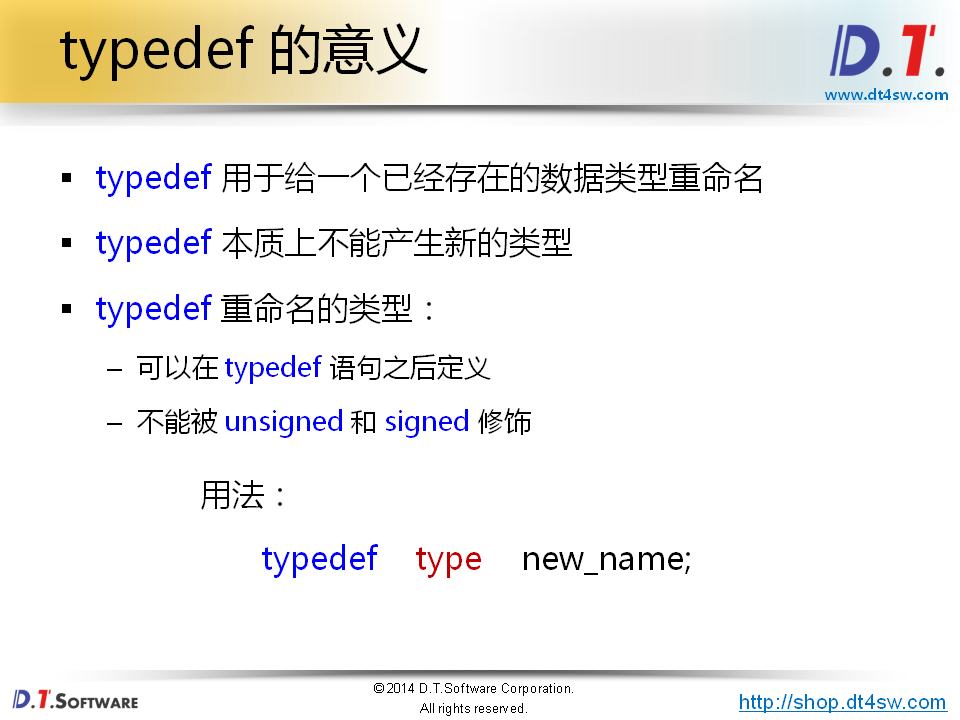 typedef 的意义
D.T.
www.dt4sw.com
▪ typedef 用于给一个已经存在的数据类型重命名
▪ typedef 本质上不能产生新的类型
▪ typedef 重命名的类型：
– 可以在 typedef 语句之后定义
– 不能被 unsigned 和 signed 修饰
用法：
typedef type new_name;
D.T.SOFTWARE
©2014 D.T.Software Corporation.
All rights reserved.
http://shop.dt4sw.com